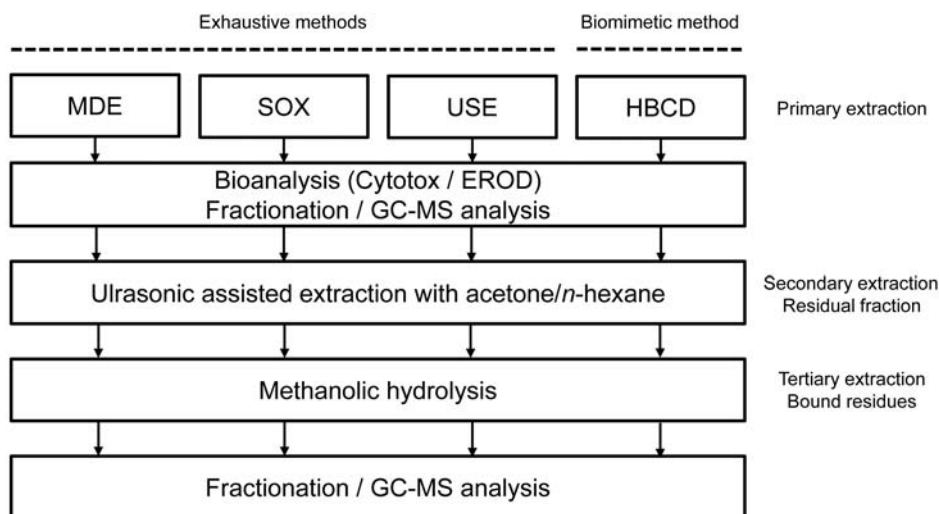 Exhaustive methods
Biomimetic method
MDE
SOX
USE
HBCD
Primary extraction
Bioanalysis (Cytotox / EROD)
Fractionation / GC-MS analysis
Ulrasonic assisted extraction with acetone/n-hexane
Secondary extraction
Residual fraction
Methanolic hydrolysis
Tertiary extraction
Bound residues
Fractionation / GC-MS analysis